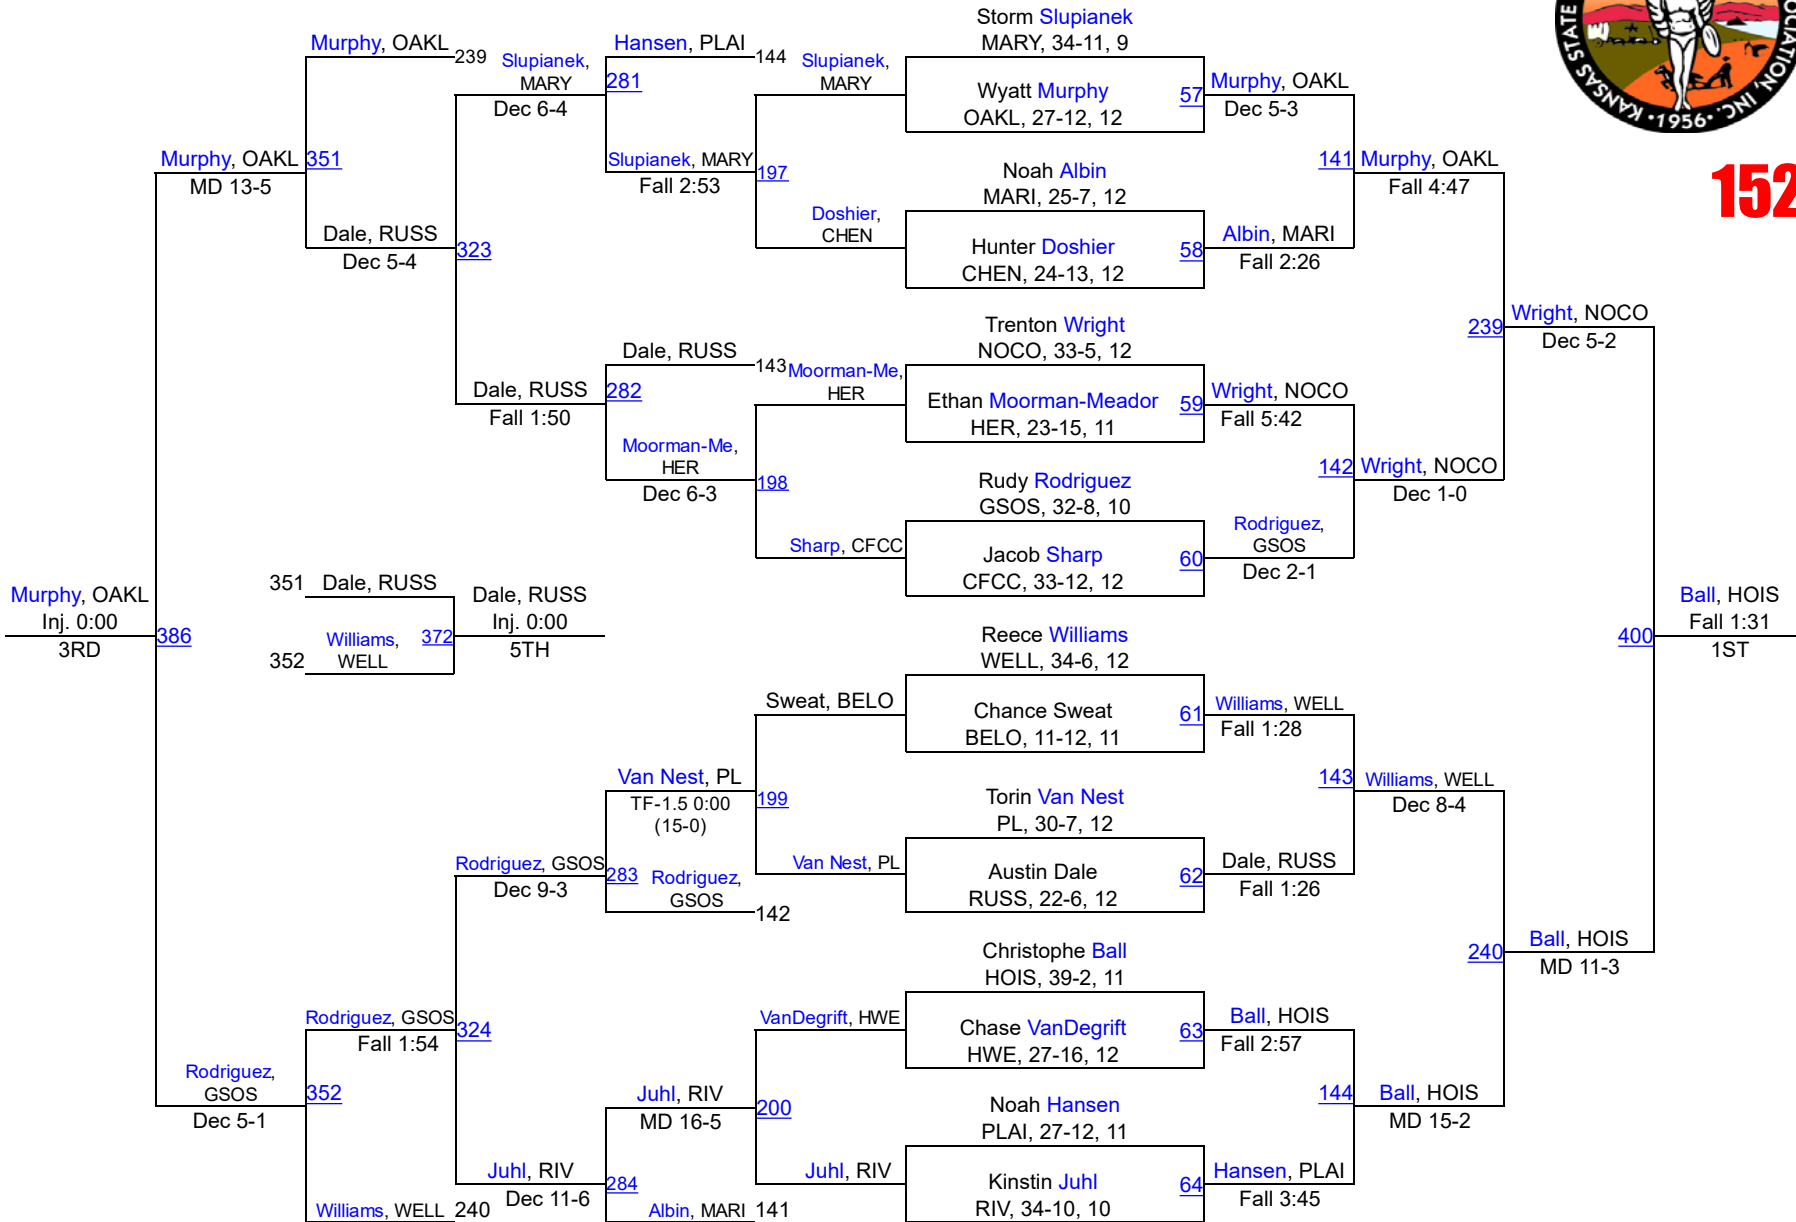 KANSAS STATE
OCIATION, INC.
•1956•
152
Murphy, OAKL
239
Murphy, OAKL
351
MD 13-5
Dale, RUSS
Dec 5-4
Slupianek,
MARY
Dec 6-4
323
Dale, RUSS
Fall 1:50
Hansen, PLAI
144
281
Slupianek, MARY
Fall 2:53
Dale, RUSS
143
282
Moorman-Me,
HER
Dec 6-3
Slupianek,
MARY
197
Doshier,
CHEN
Moorman-Me,
HER
198
Sharp, CFCC
Storm Slupianek
MARY, 34-11, 9
Wyatt Murphy
OAKL, 27-12, 12
57
Noah Albin
MARI, 25-7, 12
Hunter Doshier
CHEN, 24-13, 12
58
Trenton Wright
NOCO, 33-5, 12
Ethan Moorman-Meador
HER, 23-15, 11
59
Rudy Rodriguez
GSOS, 32-8, 10
Jacob Sharp
CFCC, 33-12, 12
60
Murphy, OAKL
Dec 5-3
141
Albin, MARI
Fall 2:26
Wright, NOCO
Fall 5:42
142
Rodriguez,
GSOS
Dec 2-1
Murphy, OAKL
Fall 4:47
239
Wright, NOCO
Dec 1-0
Wright, NOCO
Dec 5-2
Murphy, OAKL
Inj. 0:00
3RD
386
351
Dale, RUSS
352
Williams,
WELL
372
Dale, RUSS
Inj. 0:00
5TH
400
Ball, HOIS
Fall 1:31
1ST
Reece Williams
WELL, 34-6, 12
Chance Sweat
BELO, 11-12, 11
61
Torin Van Nest
PL, 30-7, 12
Austin Dale
RUSS, 22-6, 12
62
Christophe Ball
HOIS, 39-2, 11
Chase VanDegrift
HWE, 27-16, 12
63
Noah Hansen
PLAI, 27-12, 11
Kinstin Juhl
RIV, 34-10, 10
64
Sweat, BELO
199
Van Nest, PL
VanDegrift, HWE
200
Juhl, RIV
Van Nest, PL
TF-1.5 0:00
(15-0)
283
Rodriguez,
GSOS
142
Juhl, RIV
MD 16-5
284
Albin, MARI
141
Rodriguez, GSOS
Dec 9-3
324
Juhl, RIV
Dec 11-6
Rodriguez, GSOS
Fall 1:54
352
Williams, WELL
240
Rodriguez,
GSOS
Dec 5-1
Williams, WELL
Fall 1:28
143
Dale, RUSS
Fall 1:26
Ball, HOIS
Fall 2:57
144
Hansen, PLAI
Fall 3:45
Williams, WELL
Dec 8-4
240
Ball, HOIS
MD 15-2
Ball, HOIS
MD 11-3